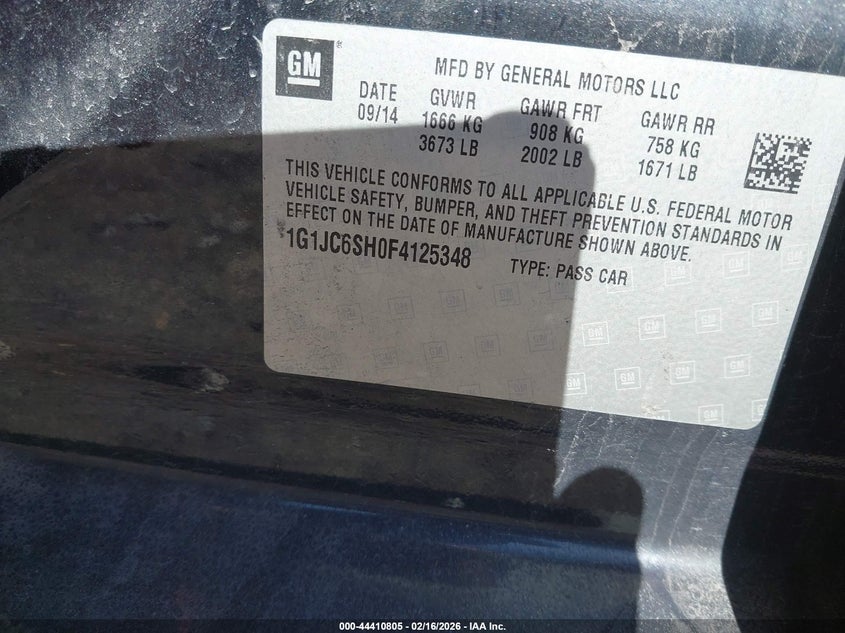 GM ®
MFD BY GENERAL MOTORS LLC
DATE GVWR GAWR FRT GAWR RR
09/14 1666 KG 908 KG 758 KG
3673 LB 2002 LB 1671 LB
THIS VEHICLE CONFORMS TO ALL APPLICABLE U.S. FEDERAL MOTOR
VEHICLE SAFETY, BUMPER, AND THEFT PREVENTION STANDARDS IN
EFFECT ON THE DATE OF MANUFACTURE SHOWN ABOVE.
1G1JC6SH0F4125348 TYPE: PASS CAR
000-44410805 - 02/16/2026 - IAA Inc.